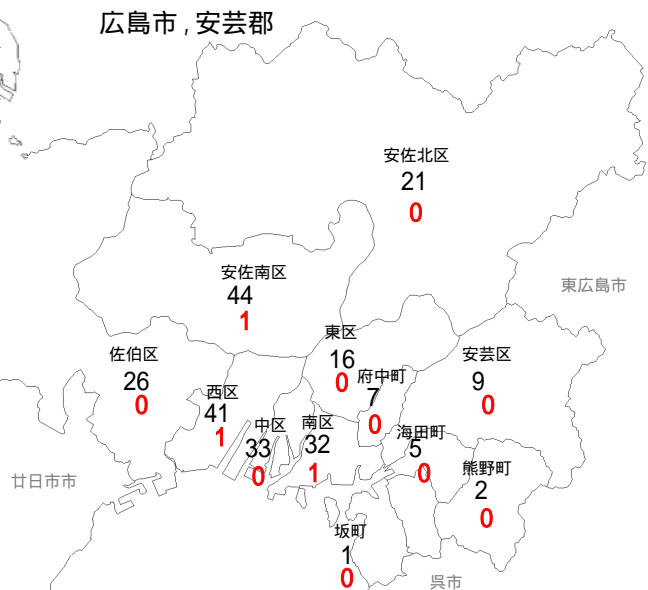 広島市,安芸郡
安佐北区
21
0
安佐南区
44
1
東広島市
東区
16
0
佐伯区
26
0
府中町
7
0
安芸区
9
0
西区
41
1
中区
33
0
南区
32
1
海田町
5
0
熊野町
2
0
廿日市市
坂町
1
0
呉市